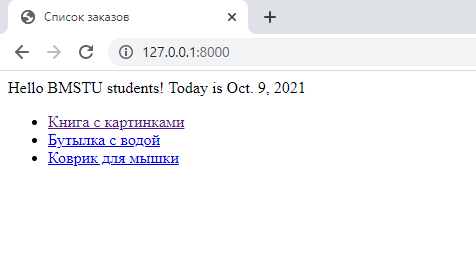 Список заказов
127.0.0.1:8000
Hello BMSTU students! Today is Oct. 9, 2021
Книга с картинками
Бутылка с водой
Коврик для мышки